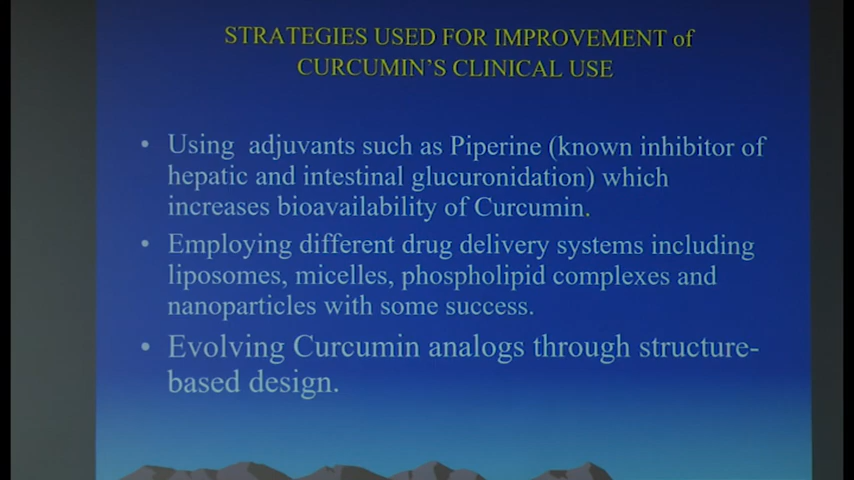 STRATEGIES USED FOR IMPROVEMENT of
CURCUMIN'S CLINICAL USE
• Using adjuvants such as Piperine (known inhibitor of
hepatic and intestinal glucuronidation) which
increases bioavailability of Curcumin.
• Employing different drug delivery systems including
liposomes, micelles, phospholipid complexes and
nanoparticles with some success.
• Evolving Curcumin analogs through structure-
based design.